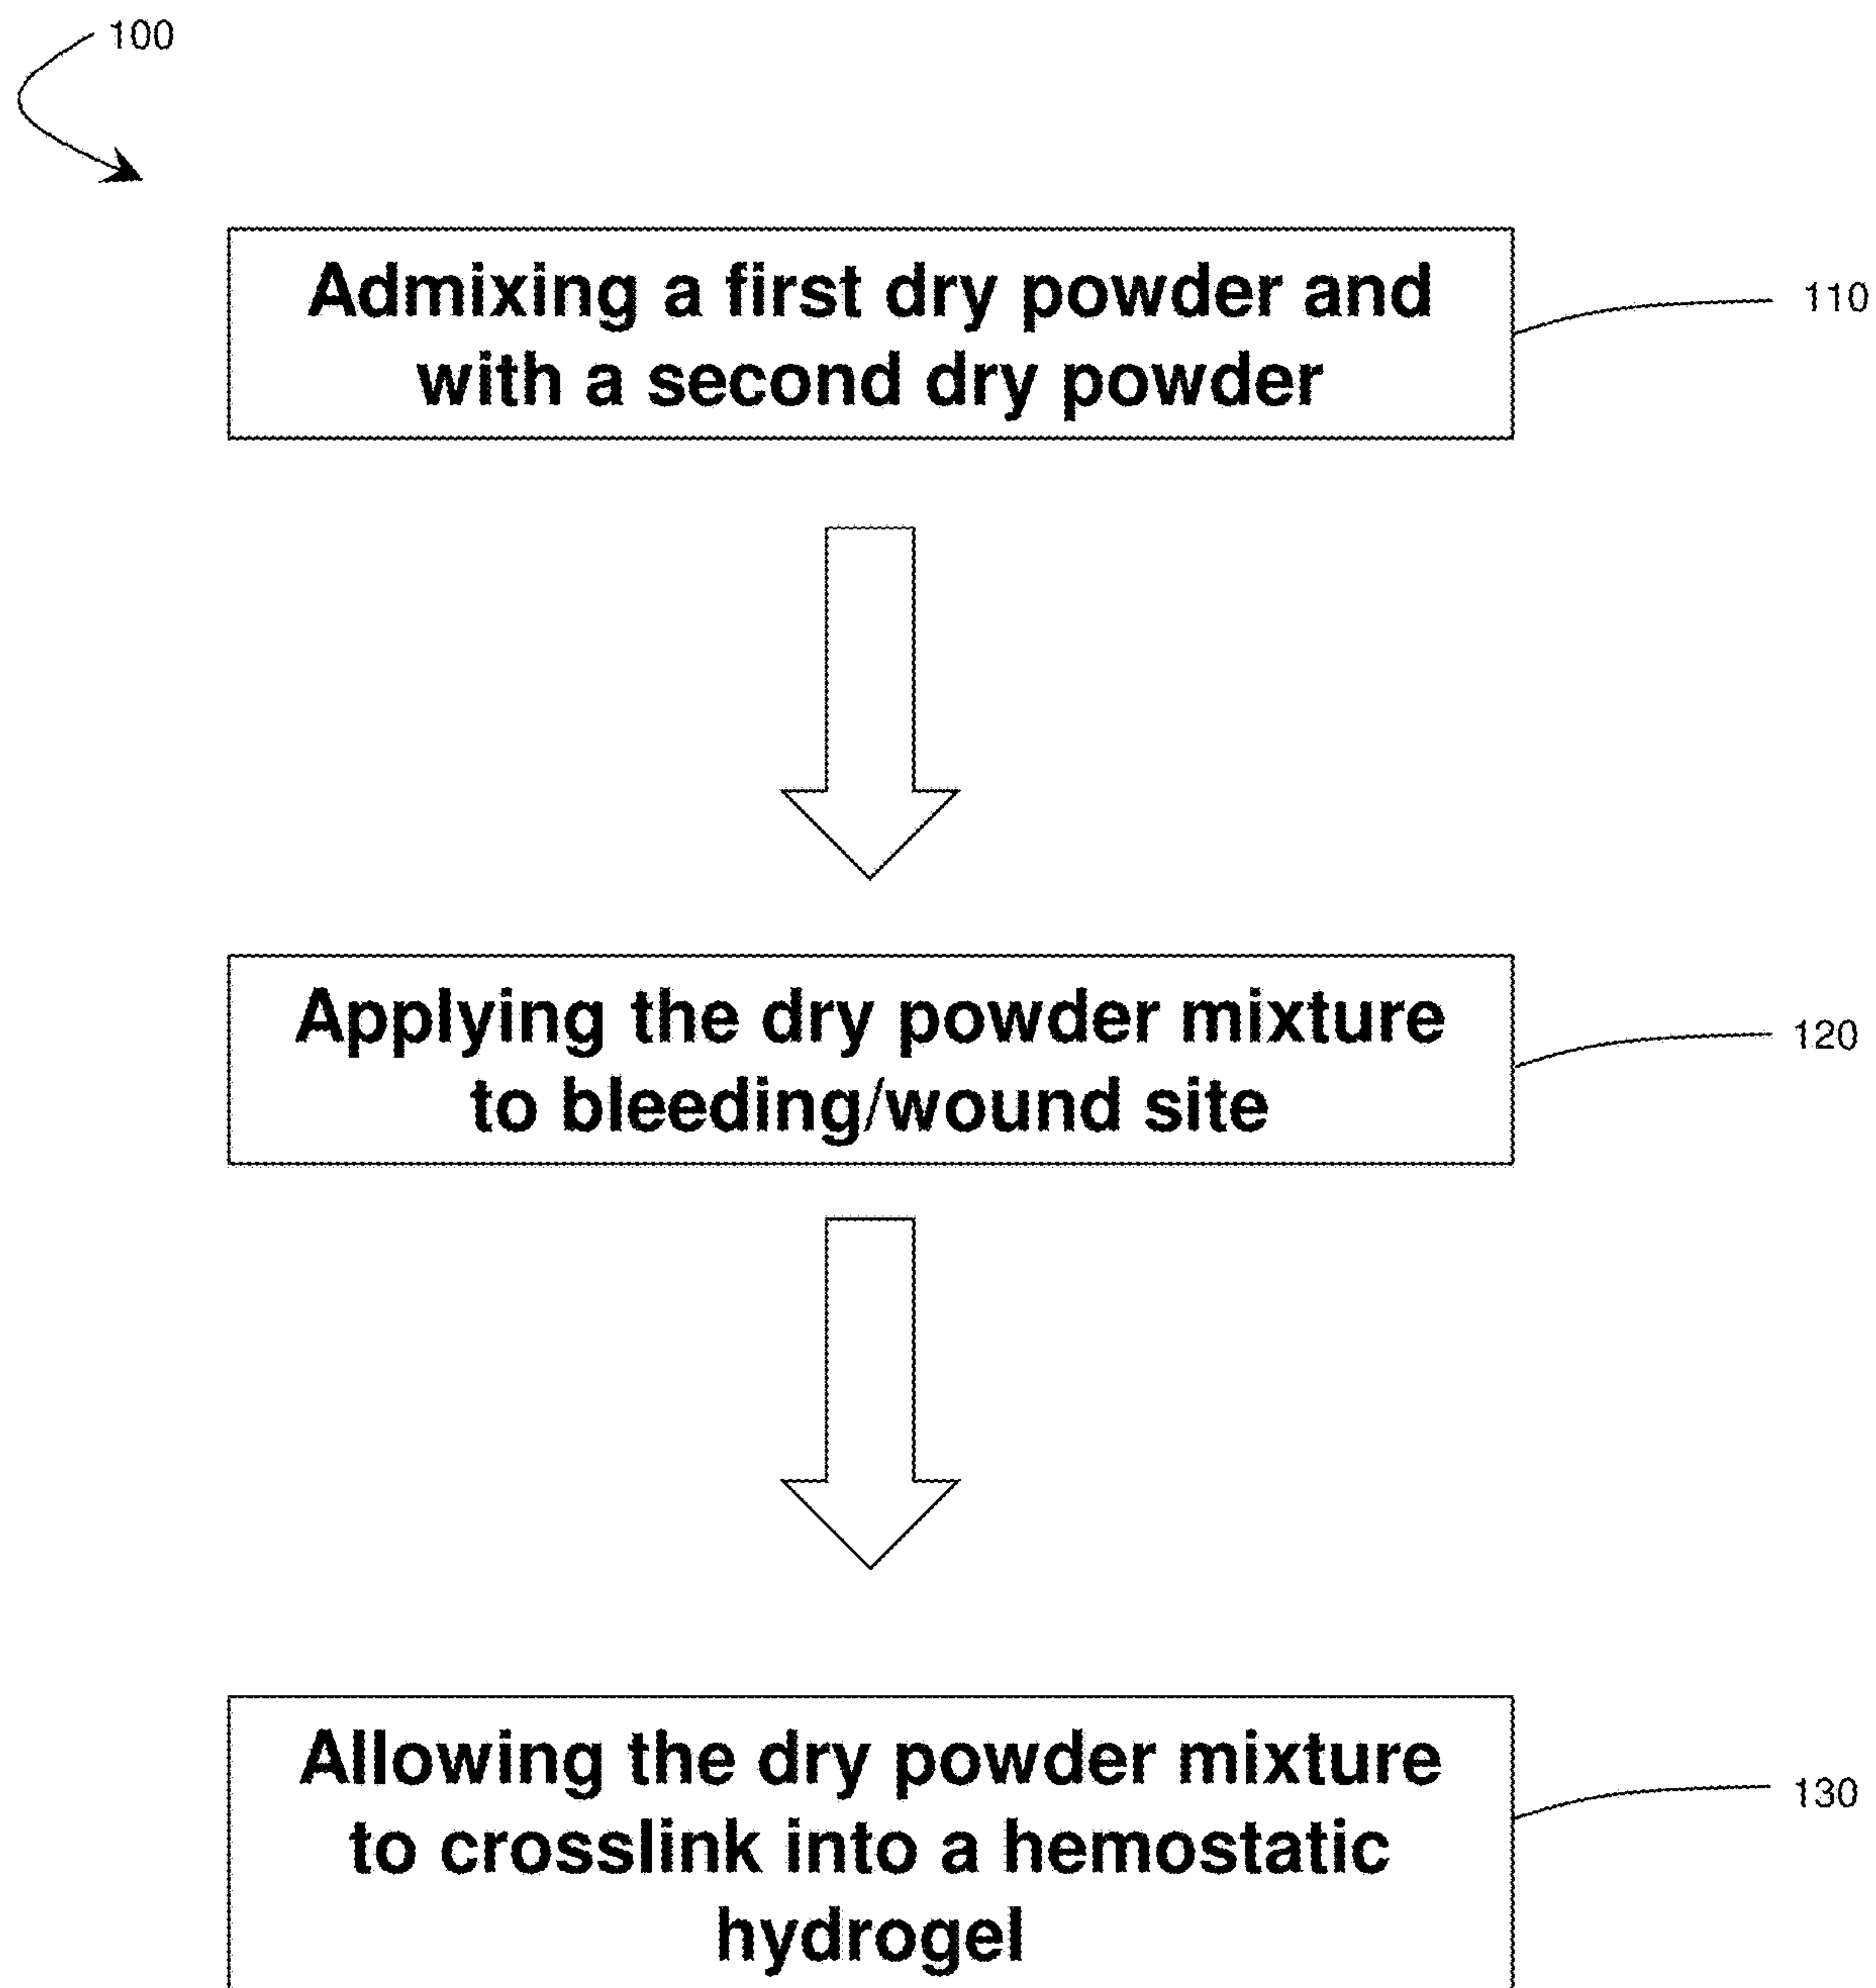 100
Admixing a first dry powder and
with a second dry powder
110
Applying the dry powder mixture
to bleeding/wound site
120
Allowing the dry powder mixture
to crosslink into a hemostatic
hydrogel
130